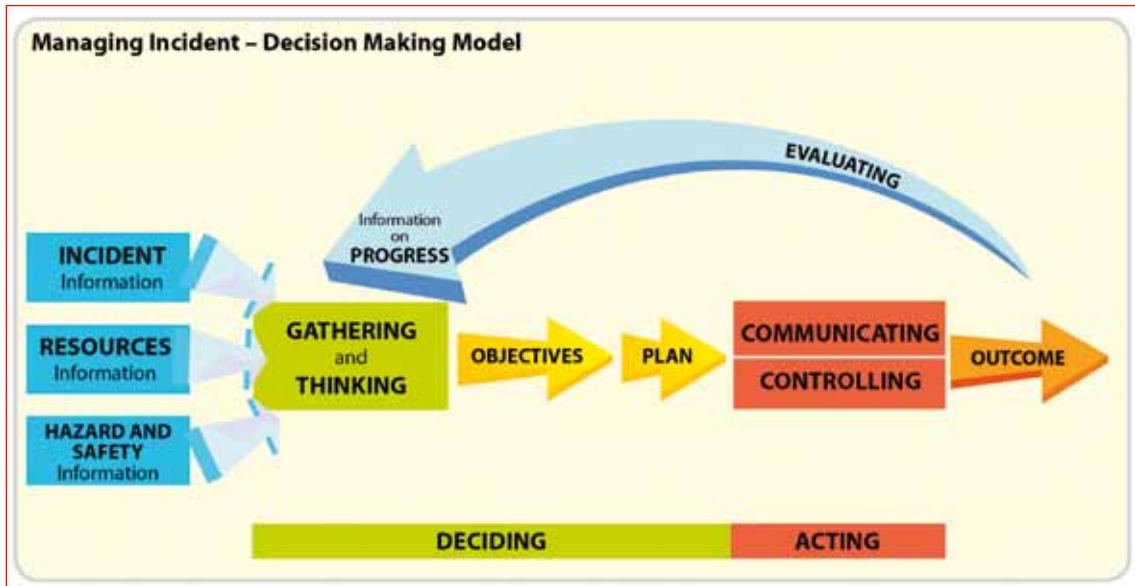 Managing Incident – Decision Making Model
EVALUATING
Information
on
PROGRESS
INCIDENT
Information
RESOURCES
Information
HAZARD AND
SAFETY
Information
GATHERING
and
THINKING
OBJECTIVES
PLAN
COMMUNICATING
CONTROLLING
OUTCOME
DECIDING
ACTING